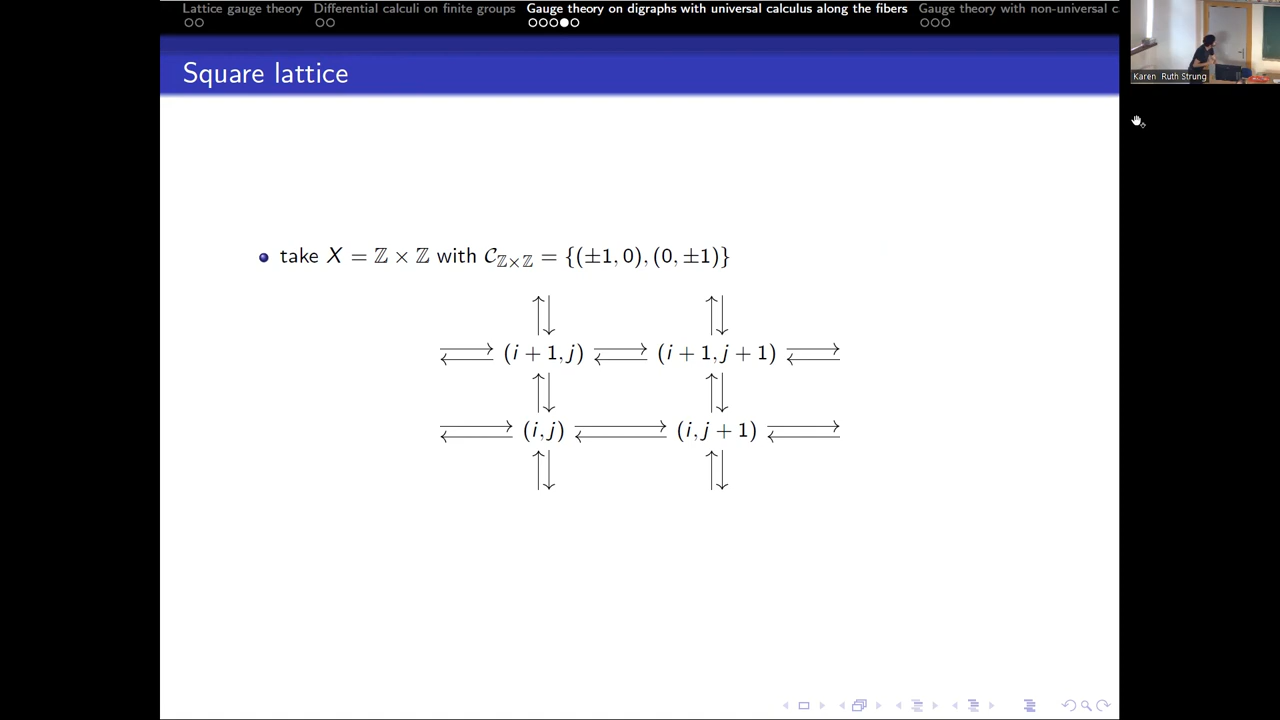 Lattice gauge theory Differential calculi on finite groups Gauge theory on digraphs with universal calculus along the fibers Gauge theory with non-universal c
Square lattice
Karen Ruth Strung
take X = ℤ × ℤ with 𝒞_{ℤ×ℤ} = {(±1, 0), (0, ±1)}
(i + 1, j) (i + 1, j + 1)
(i, j) (i, j + 1)